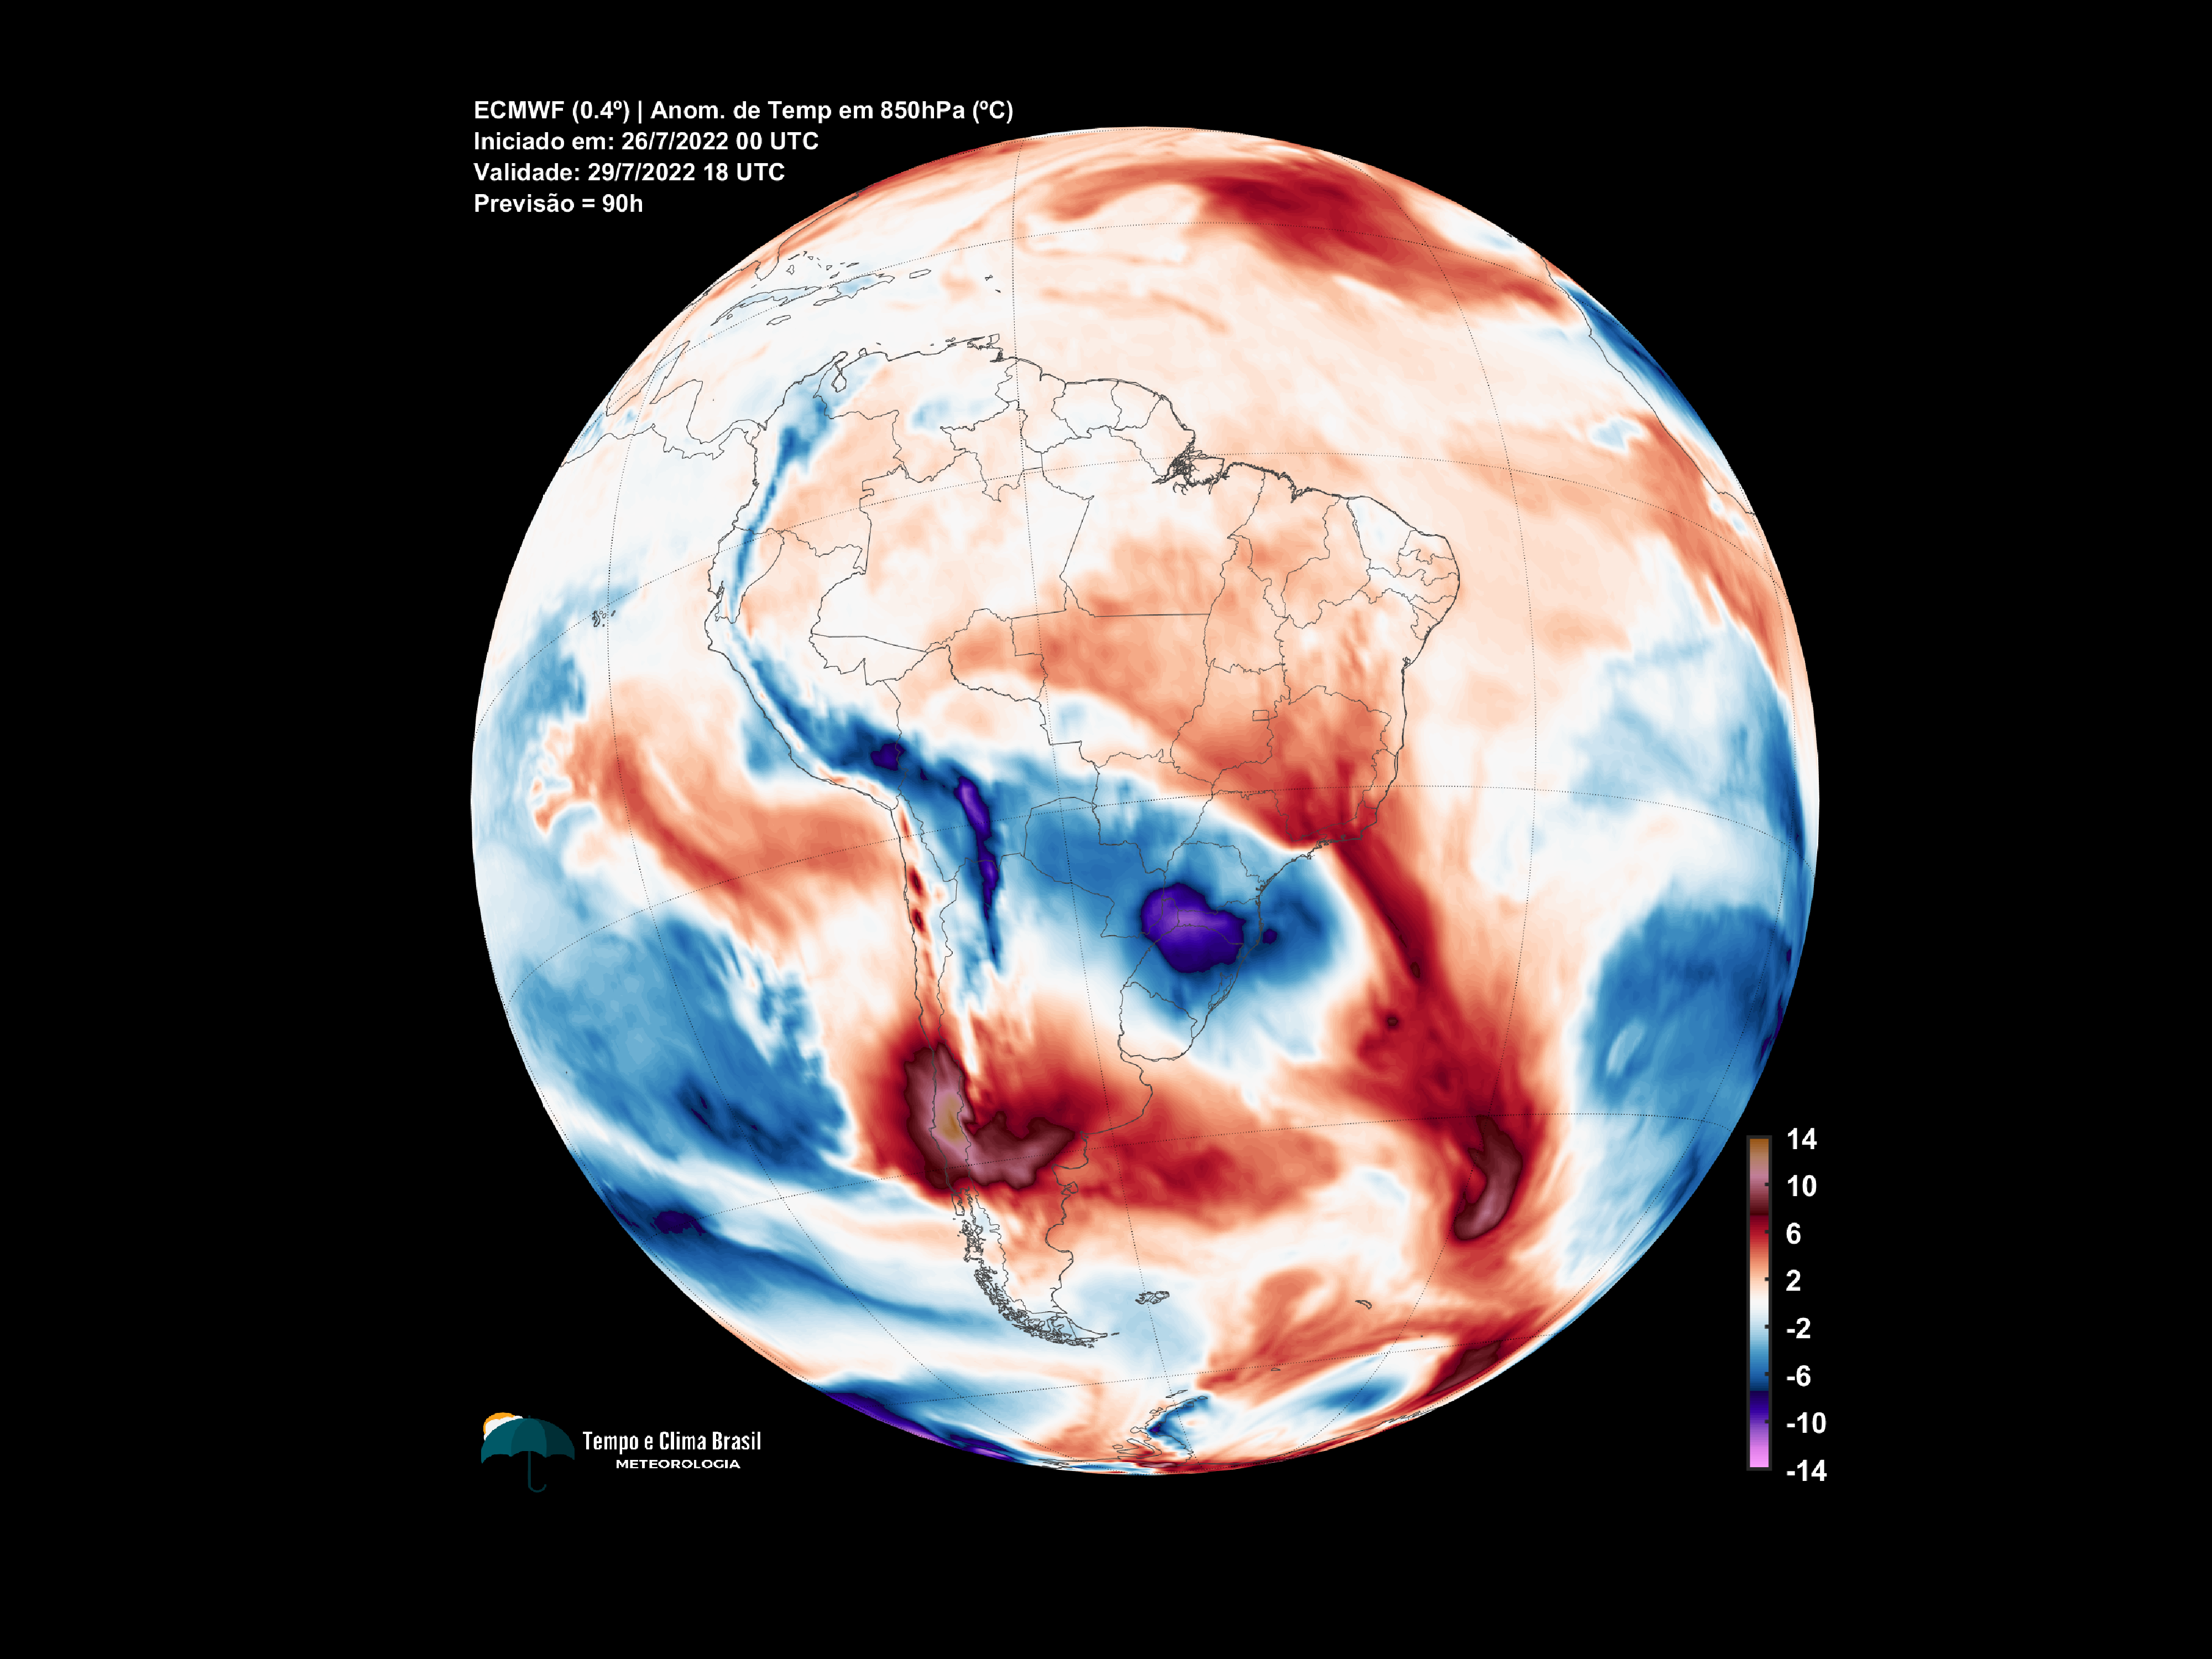 ECMWF (0.4º) | Anom. de Temp em 850hPa (ºC)
Iniciado em: 26/7/2022 00 UTC
Validade: 29/7/2022 18 UTC
Previsão = 90h
14
10
6
2
-2
-6
-10
-14
Tempo e Clima Brasil
METEOROLOGIA